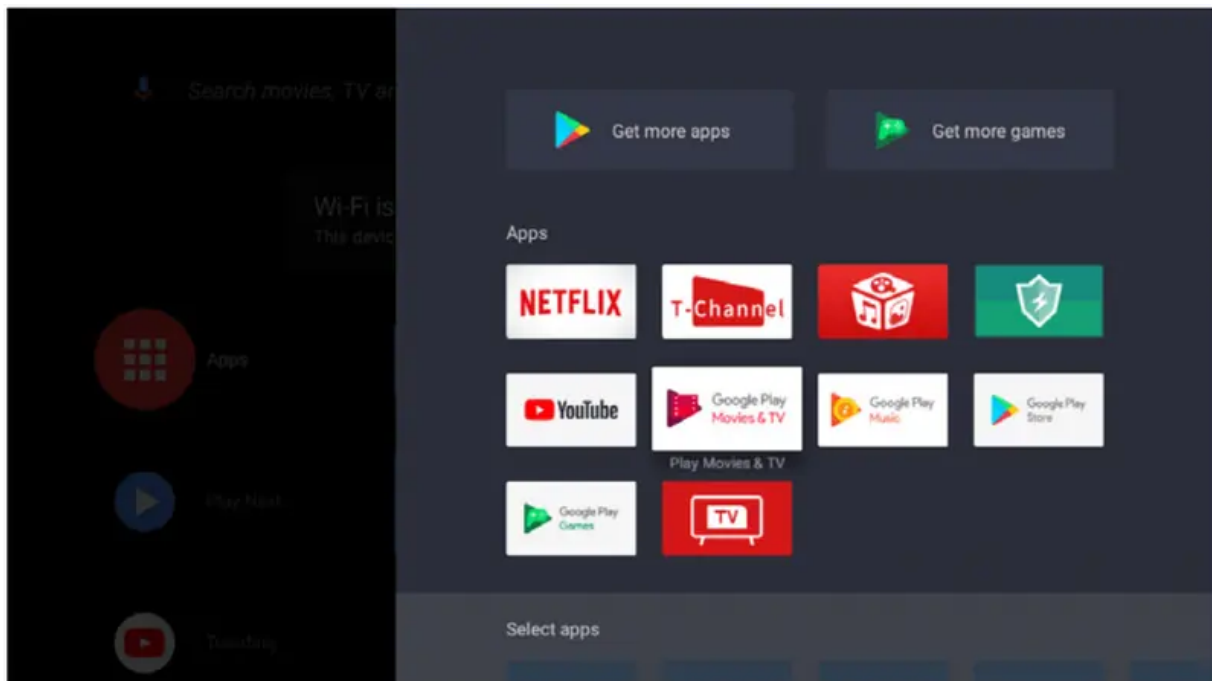 Search movies, TV ar
Get more apps
Get more games
Wi-Fi is
This devic
Apps
NETFLIX
T-Channel
YouTube
Google Play
Movies & TV
Google Play
Music
Google Play
Store
Apps
Play Movies & TV
Play Next
Google Play
Games
TV
Select apps
Trending